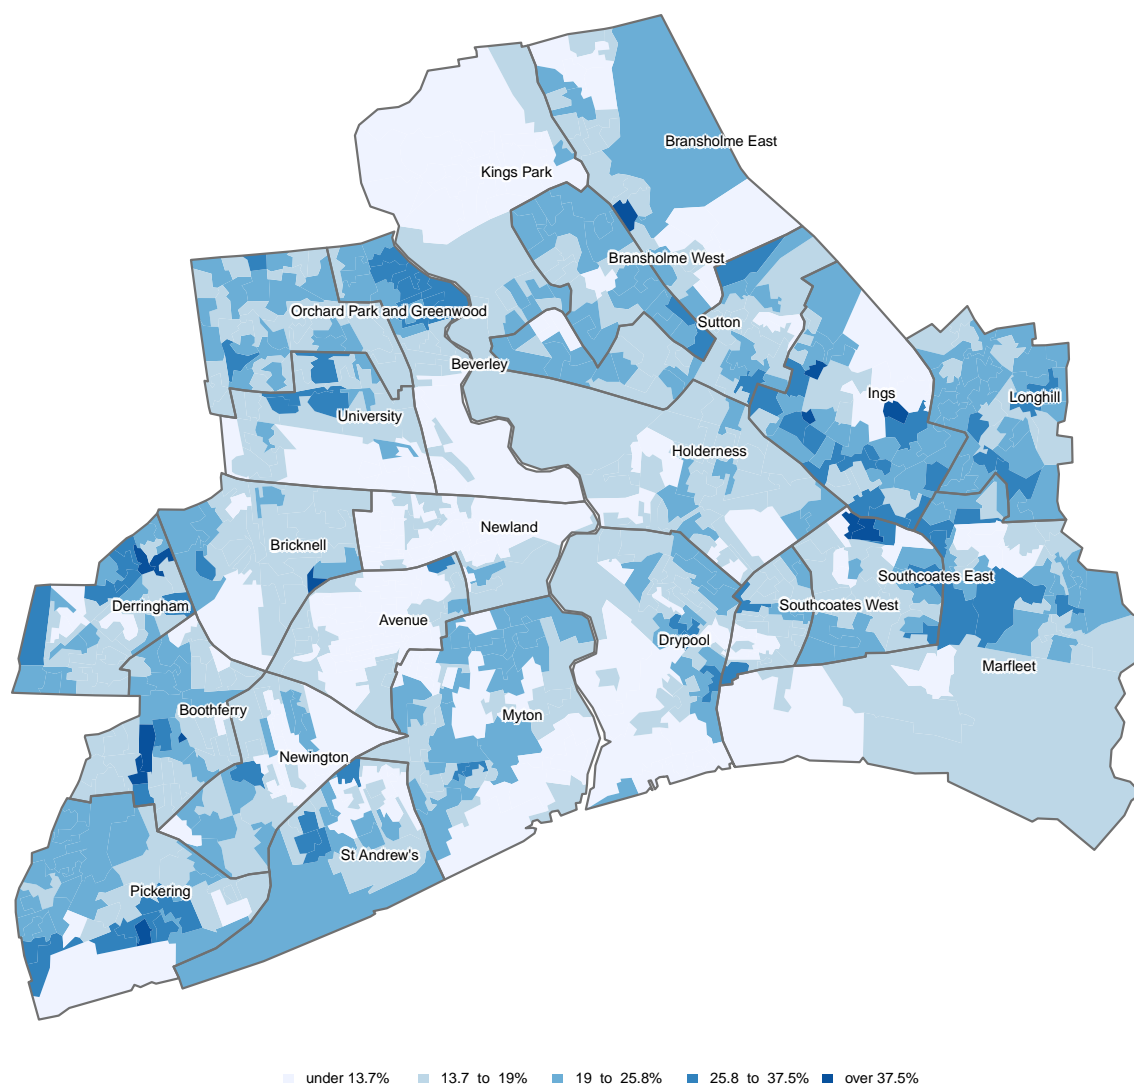 Bransholme East
Kings Park
Bransholme West
Orchard Park and Greenwood
Sutton
Beverley
Ings
Longhill
University
Holderness
Newland
Bricknell
Southcoates East
Derringham
Southcoates West
Avenue
Drypool
Marfleet
Boothferry
Myton
Newington
St Andrew's
Pickering
under 13.7% 13.7 to 19% 19 to 25.8% 25.8 to 37.5% over 37.5%